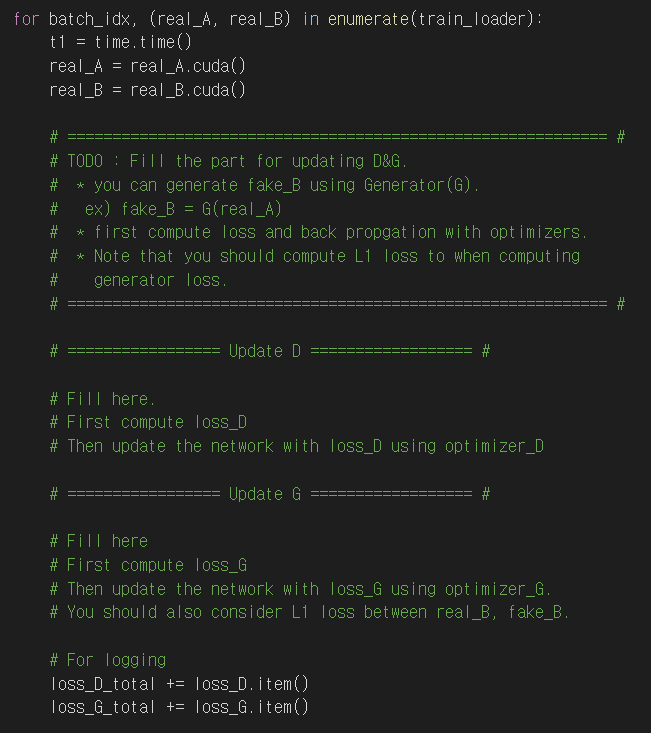 for batch_idx, (real_A, real_B) in enumerate(train_loader):
    t1 = time.time()
    real_A = real_A.cuda()
    real_B = real_B.cuda()

    # ============================================================ #
    # TODO : Fill the part for updating D&G.
    #  * you can generate fake_B using Generator(G).
    #   ex) fake_B = G(real_A)
    #  * first compute loss and back propgation with optimizers.
    #  * Note that you should compute L1 loss to when computing
    #    generator loss.
    # ============================================================ #

    # ================= Update D ================== #

    # Fill here.
    # First compute loss_D
    # Then update the network with loss_D using optimizer_D

    # ================= Update G ================== #

    # Fill here
    # First compute loss_G
    # Then update the network with loss_G using optimizer_G.
    # You should also consider L1 loss between real_B, fake_B.

    # For logging
    loss_D_total += loss_D.item()
    loss_G_total += loss_G.item()